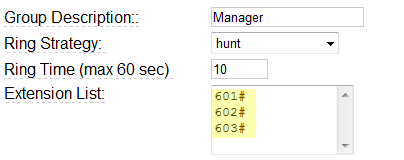 Group Description:: Manager
Ring Strategy: hunt
Ring Time (max 60 sec) 10
Extension List: 601#
602#
603#